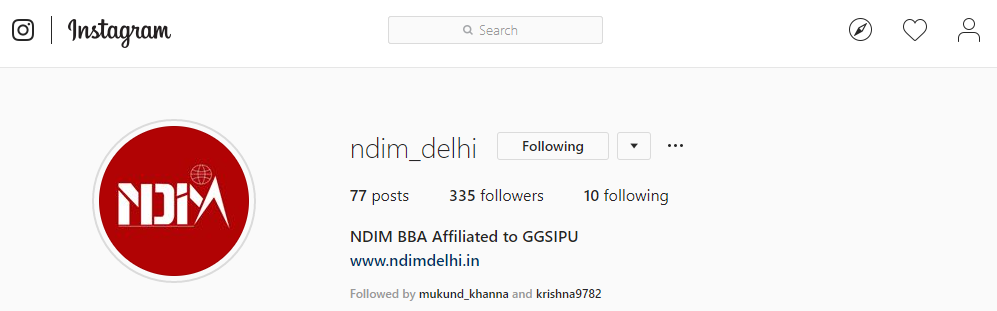 Instagram
Search
NDIM
ndim_delhi Following
77 posts 335 followers 10 following
NDIM BBA Affiliated to GGSIPU
www.ndimdelhi.in
Followed by mukund_khanna and krishna9782